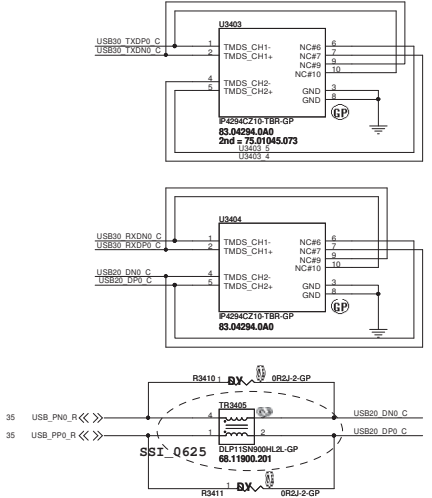 U3403
USB30_TXDP0_C 1 TMDS_CH1- NC#6 6
USB30_TXDN0_C 2 TMDS_CH1+ NC#7 7
NC#9 9
NC#10 10
4 TMDS_CH2-
5 TMDS_CH2+ GND 3
GND 8
GP
IP4294CZ10-TBR-GP
83.04294.0A0
2nd = 75.01045.073
U3403_5
U3403_4
U3404
USB30_RXDN0_C 1 TMDS_CH1- NC#6 6
USB30_RXDP0_C 2 TMDS_CH1+ NC#7 7
NC#9 9
NC#10 10
USB20_DN0_C 4 TMDS_CH2-
USB20_DP0_C 5 TMDS_CH2+ GND 3
GND 8
GP
IP4294CZ10-TBR-GP
83.04294.0A0
R3410 1 DY 0R2J-2-GP
TR3405
35 USB_PN0_R 4 USB20_DN0_C
35 USB_PP0_R 1 2 USB20_DP0_C
SSI_Q625
DLP11SN900HL2L-GP
68.11900.201
1 DY
R3411 0R2J-2-GP